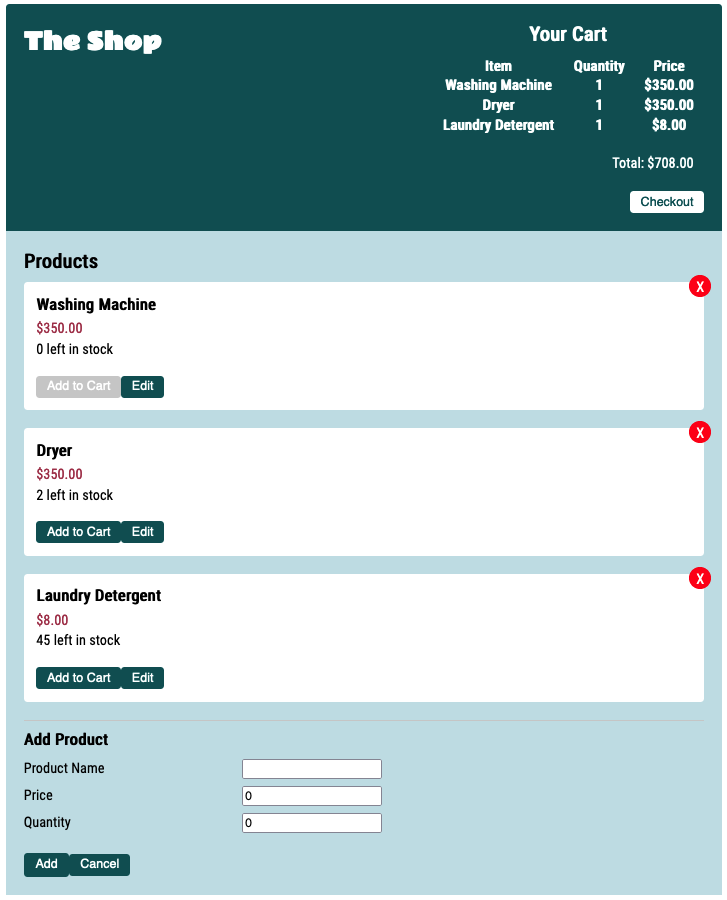 The Shop
Your Cart
Item Quantity Price
Washing Machine 1 $350.00
Dryer 1 $350.00
Laundry Detergent 1 $8.00
Total: $708.00
Checkout
Products
X
Washing Machine
$350.00
0 left in stock
Add to Cart Edit
X
Dryer
$350.00
2 left in stock
Add to Cart Edit
X
Laundry Detergent
$8.00
45 left in stock
Add to Cart Edit
Add Product
Product Name
Price 0
Quantity 0
Add Cancel